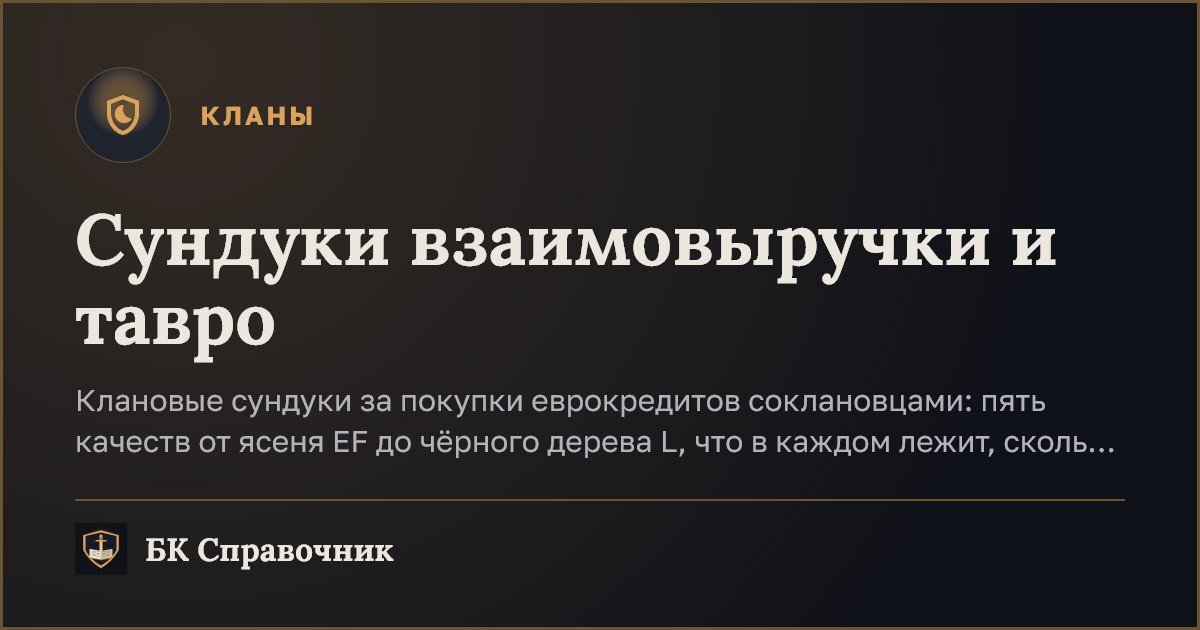 КЛАНЫ
Сундуки взаимовыручки и
тавро
Клановые сундуки за покупки еврокредитов соклановцами: пять
качеств от ясеня EF до чёрного дерева L, что в каждом лежит, сколь…
БК Справочник